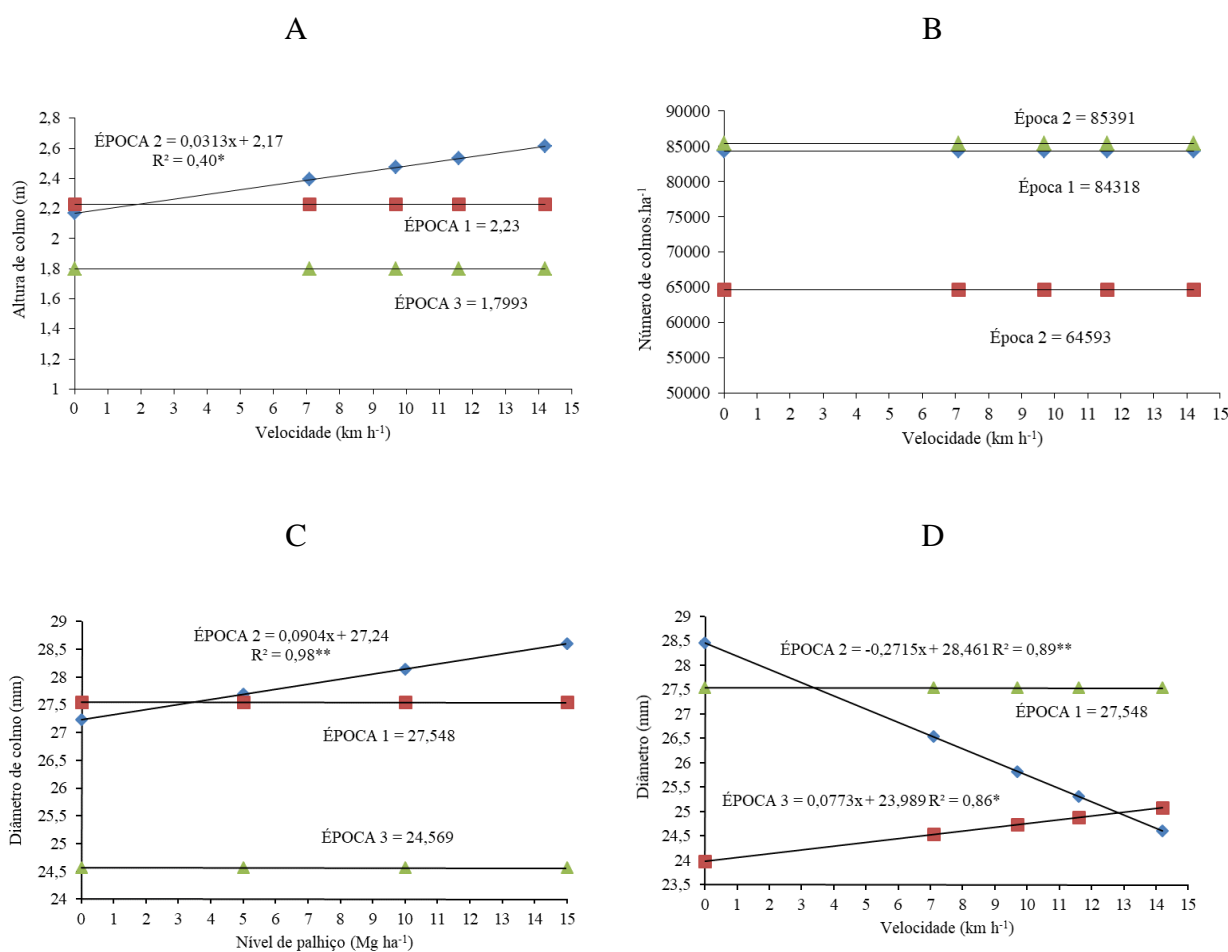 A
Altura de colmo (m)
2,8
2,6
2,4
2,2
2
1,8
1,6
1,4
1,2
1
ÉPOCA 2 = 0,0313x + 2,17
R² = 0,40*
ÉPOCA 1 = 2,23
ÉPOCA 3 = 1,7993
0 1 2 3 4 5 6 7 8 9 10 11 12 13 14 15
Velocidade (km h⁻¹)
B
Número de colmos.ha⁻¹
90000
85000
80000
75000
70000
65000
60000
55000
50000
Época 2 = 85391
Época 1 = 84318
Época 2 = 64593
0 1 2 3 4 5 6 7 8 9 10 11 12 13 14 15
Velocidade (km h⁻¹)
C
Diâmetro de colmo (mm)
29
28,5
28
27,5
27
26,5
26
25,5
25
24,5
24
ÉPOCA 2 = 0,0904x + 27,24
R² = 0,98**
ÉPOCA 1 = 27,548
ÉPOCA 3 = 24,569
0 1 2 3 4 5 6 7 8 9 10 11 12 13 14 15
Nível de palhiço (Mg ha⁻¹)
D
Diâmetro (mm)
29
28,5
28
27,5
27
26,5
26
25,5
25
24,5
24
23,5
ÉPOCA 2 = -0,2715x + 28,461 R² = 0,89**
ÉPOCA 1 = 27,548
ÉPOCA 3 = 0,0773x + 23,989 R² = 0,86*
0 1 2 3 4 5 6 7 8 9 10 11 12 13 14 15
Velocidade (km h⁻¹)